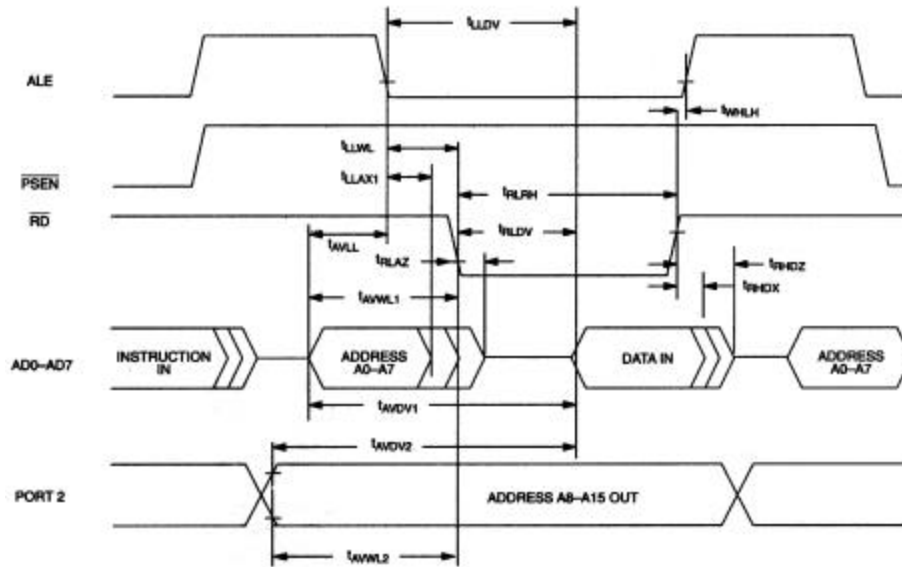 tLLDV
ALE
tWHLH
tLLWL
PSEN
tLLAX1
tRLRH
RD
tAVLL
tRLDV
tRLAZ
tRHDZ
tRHDX
tAVWL1
AD0–AD7
INSTRUCTION
IN
ADDRESS
A0–A7
DATA IN
ADDRESS
A0–A7
tAVDV1
tAVDV2
PORT 2
ADDRESS A8–A15 OUT
tAVWL2